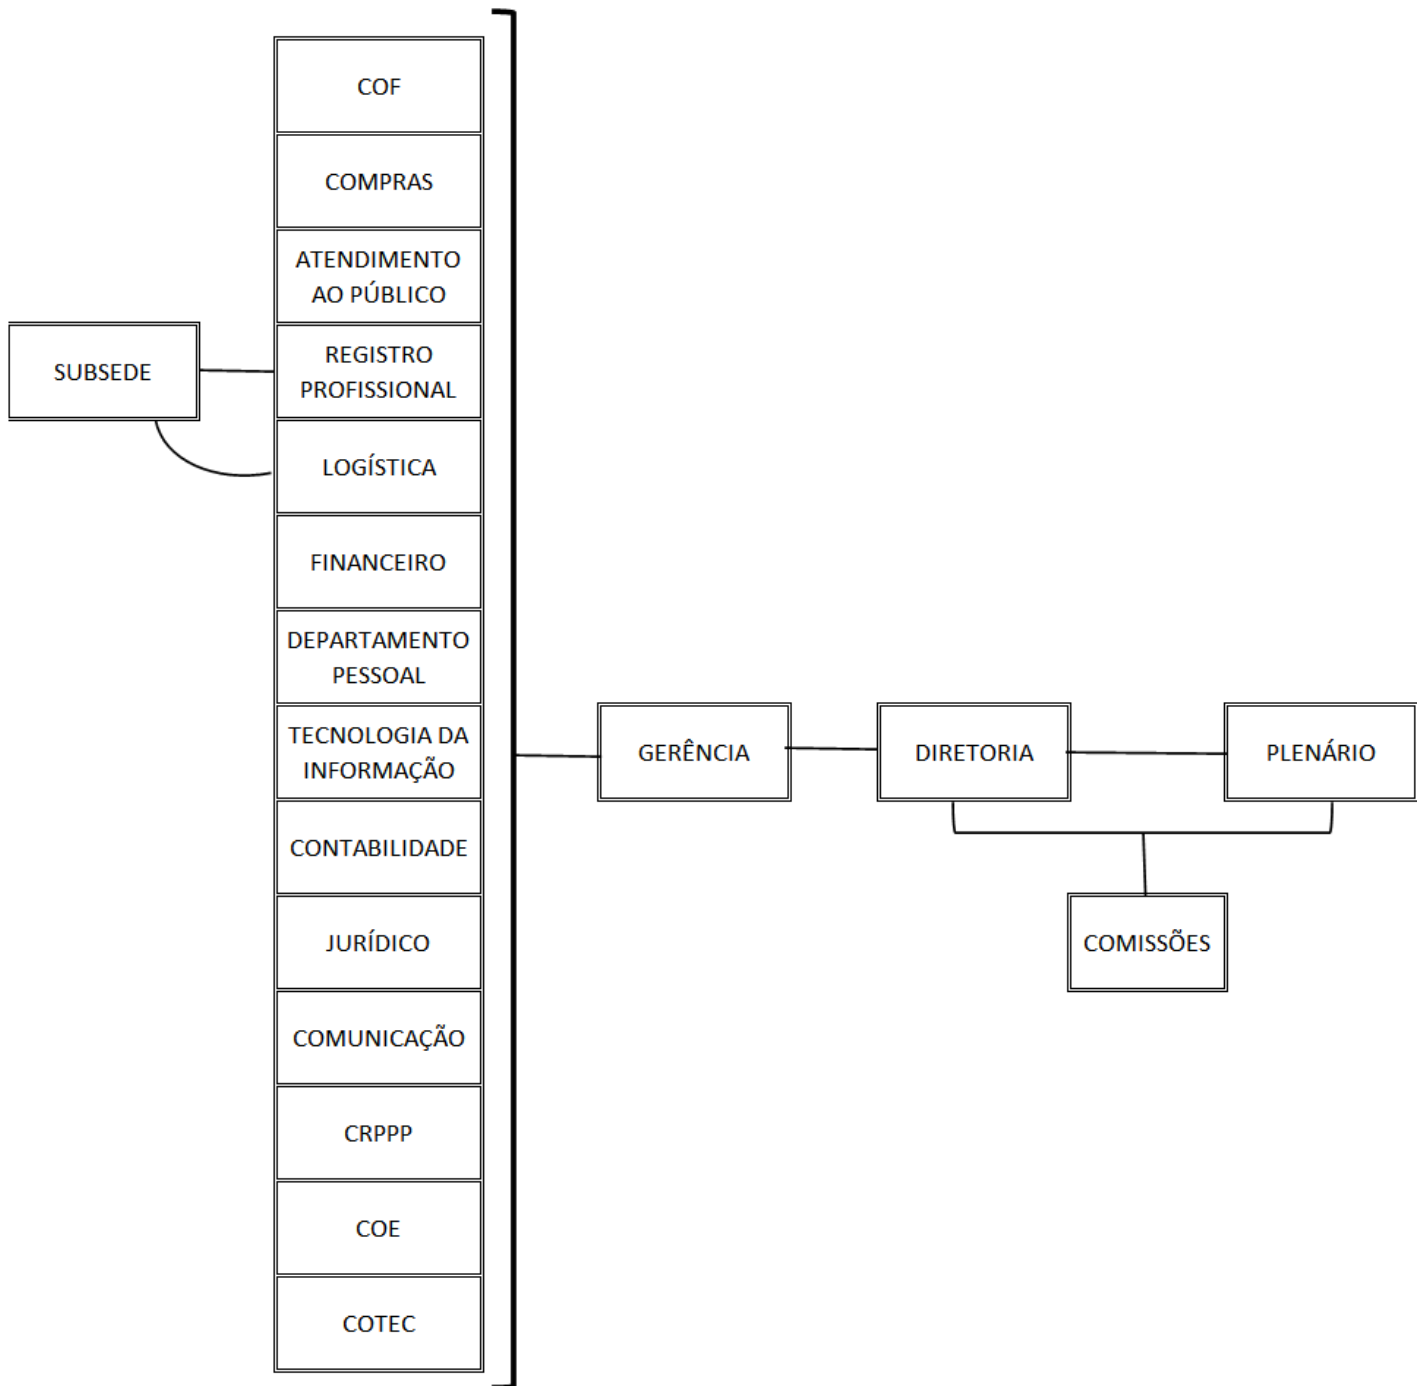 COF
COMPRAS
ATENDIMENTO
AO PÚBLICO
SUBSEDE
REGISTRO
PROFISSIONAL
LOGÍSTICA
FINANCEIRO
DEPARTAMENTO
PESSOAL
TECNOLOGIA DA
INFORMAÇÃO
GERÊNCIA
DIRETORIA
PLENÁRIO
CONTABILIDADE
JURÍDICO
COMISSÕES
COMUNICAÇÃO
CRPPP
COE
COTEC